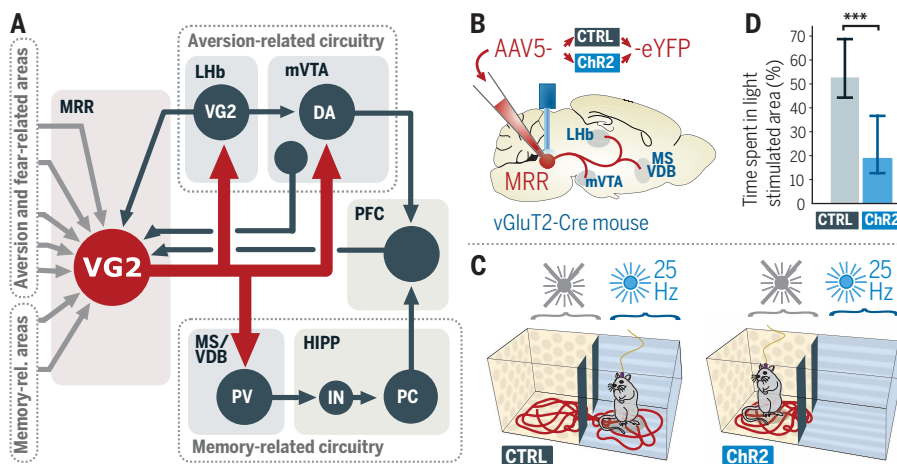 A
Aversion and fear-related areas
Memory-rel. areas
MRR
VG2
Aversion-related circuitry
LHb
VG2
mVTA
DA
PFC
MS/
VDB
PV
HIPP
IN
PC
Memory-related circuitry
B
AAV5-
CTRL
ChR2
-eYFP
LHb
MS
VDB
MRR
mVTA
vGluT2-Cre mouse
C
25
Hz
25
Hz
CTRL
ChR2
D
***
Time spent in light
stimulated area (%)
70
60
50
40
30
20
10
0
CTRL
ChR2